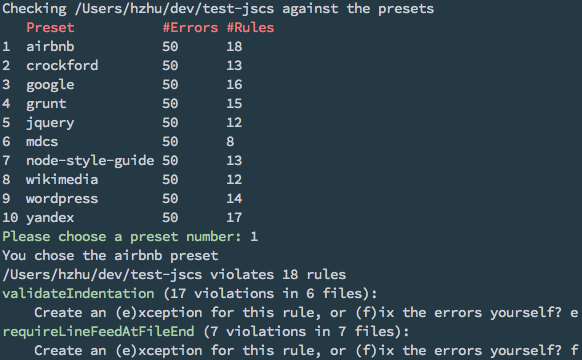 Checking /Users/hzhu/dev/test-jscs against the presets
Preset #Errors #Rules
1 airbnb 50 18
2 crockford 50 13
3 google 50 16
4 grunt 50 15
5 jquery 50 12
6 mdcs 50 8
7 node-style-guide 50 13
8 wikimedia 50 12
9 wordpress 50 14
10 yandex 50 17
Please choose a preset number: 1
You chose the airbnb preset
/Users/hzhu/dev/test-jscs violates 18 rules
validateIndentation (17 violations in 6 files):
Create an (e)xception for this rule, or (f)ix the errors yourself? e
requireLineFeedAtFileEnd (7 violations in 7 files):
Create an (e)xception for this rule, or (f)ix the errors yourself? f